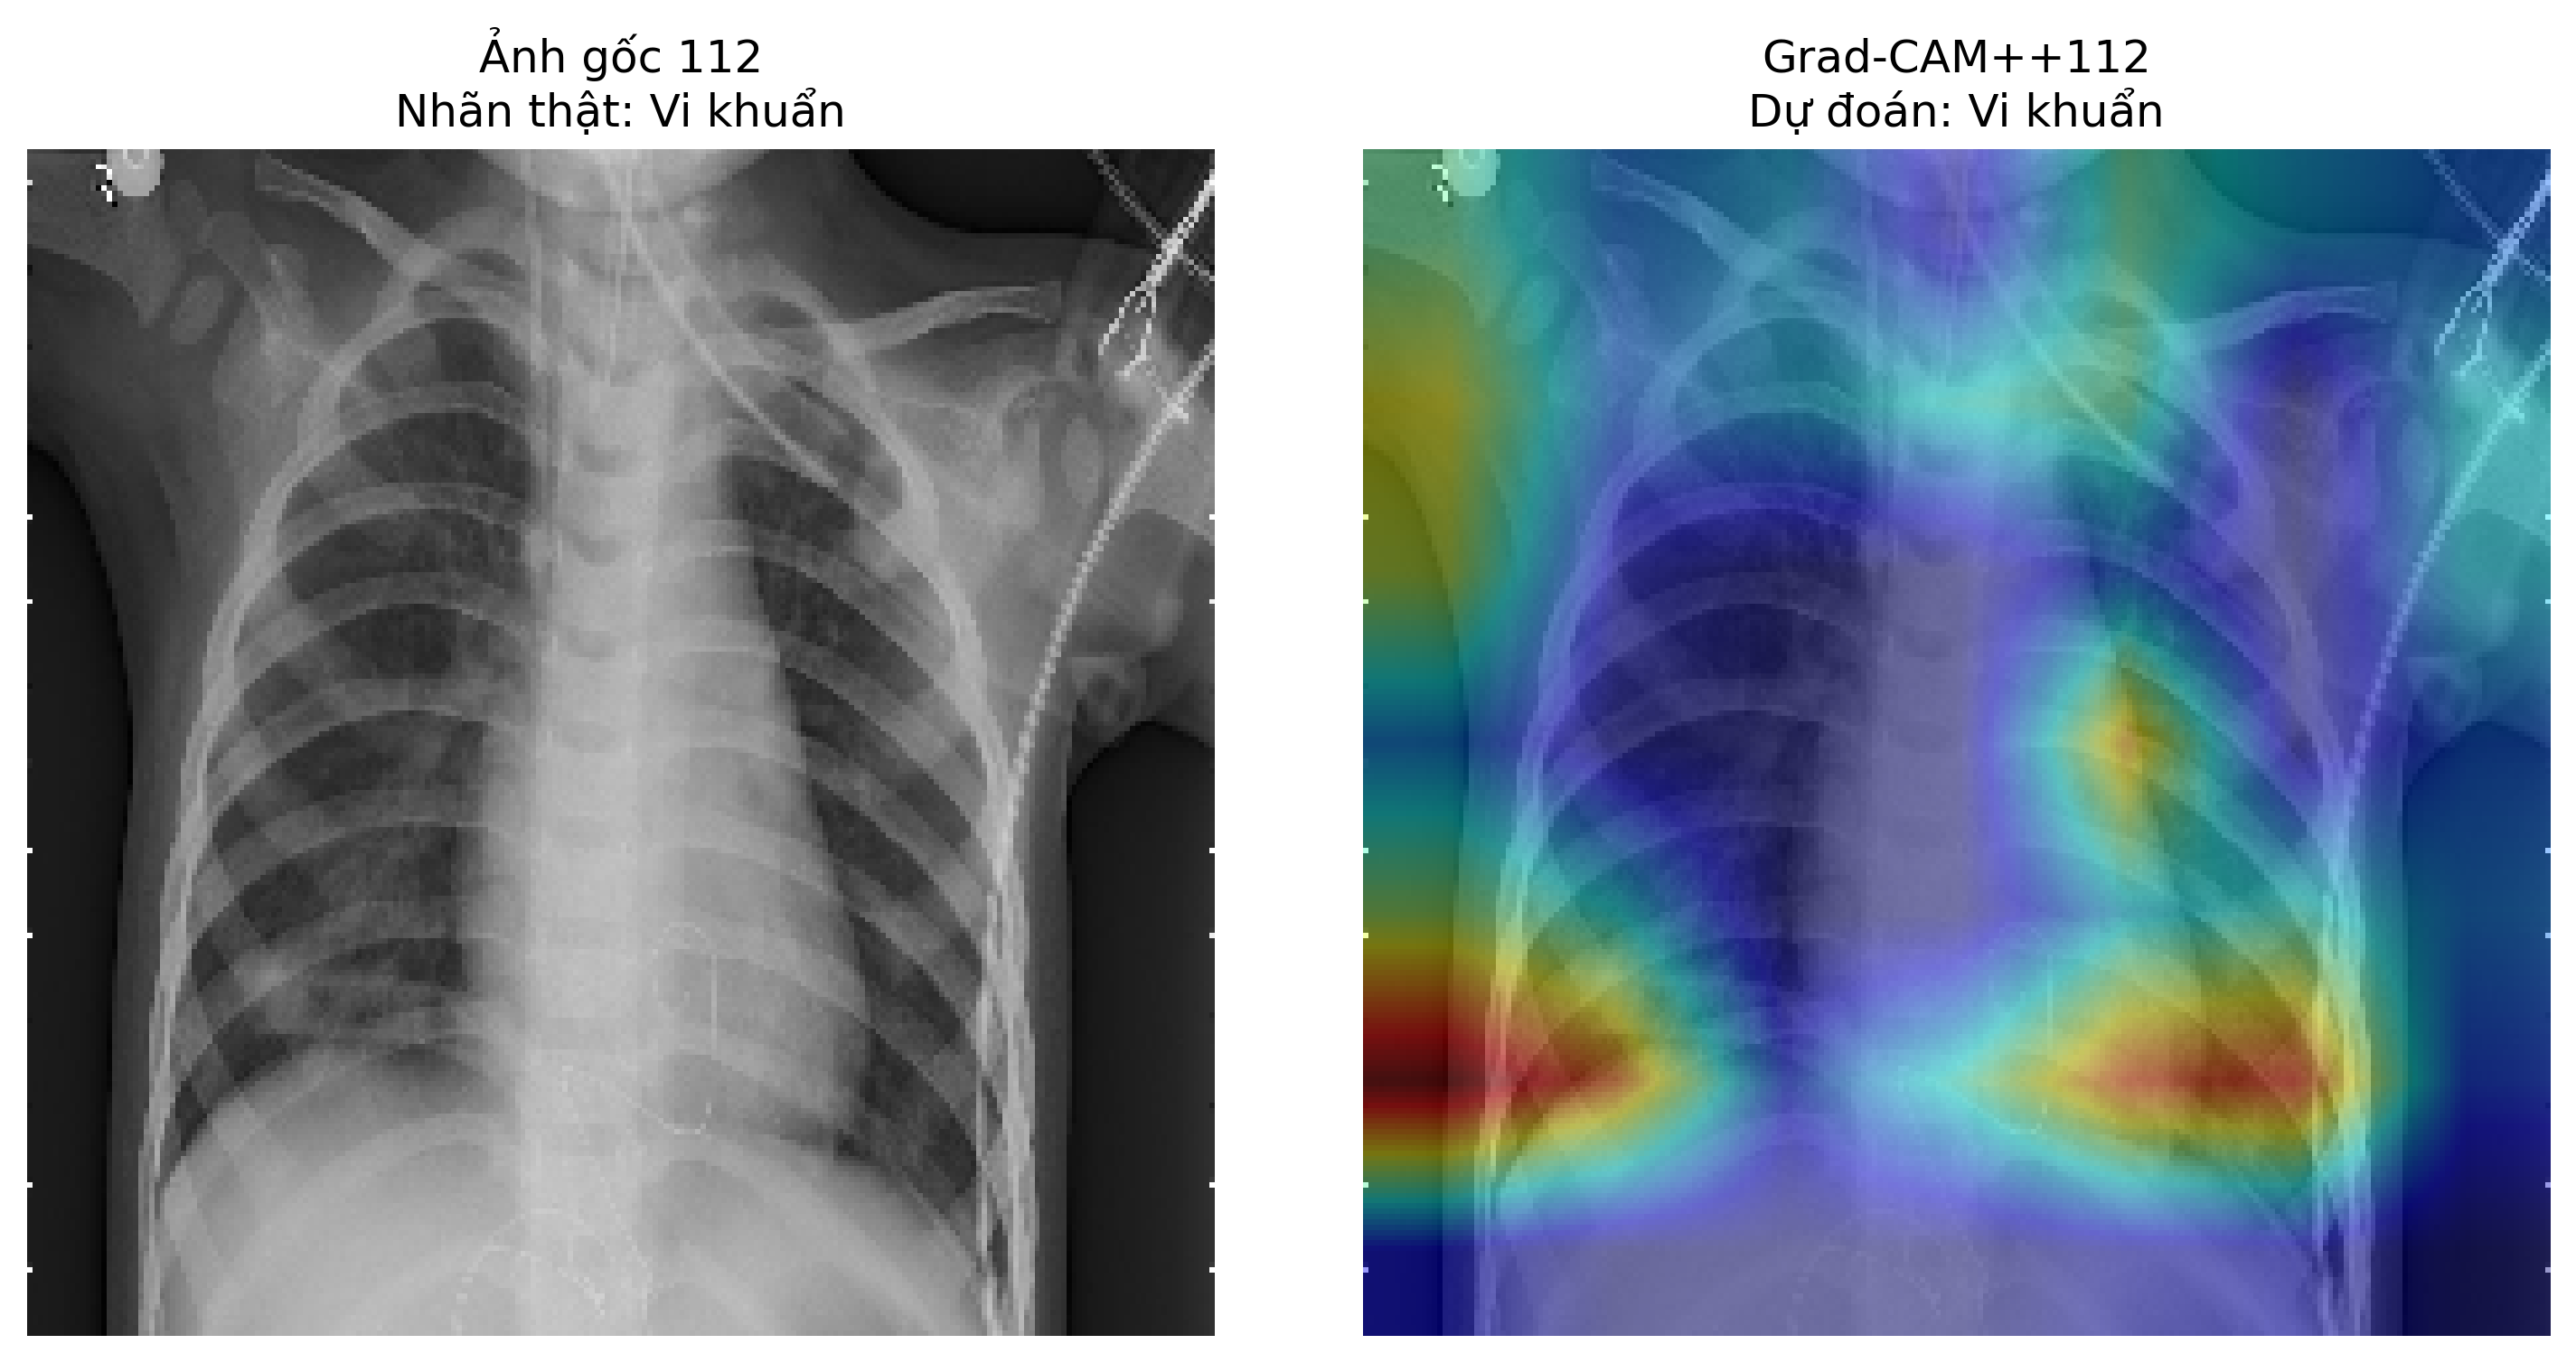 Ảnh gốc 112
Nhãn thật: Vi khuẩn
Grad-CAM++112
Dự đoán: Vi khuẩn